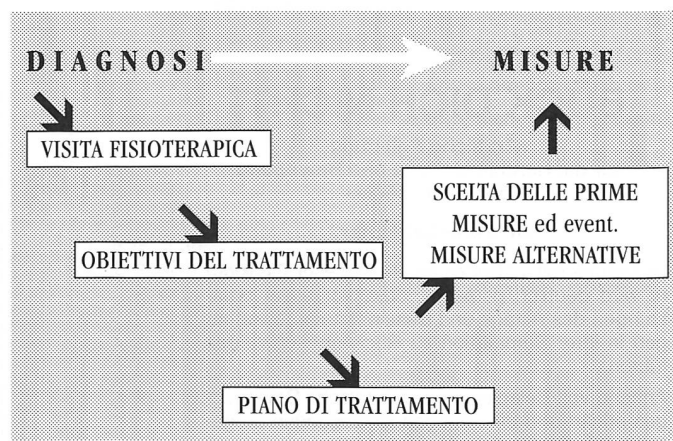 DIAGNOSI
MISURE
VISITA FISIOTERAPICA
SCELTA DELLE PRIME
MISURE ed event.
MISURE ALTERNATIVE
OBIETTIVI DEL TRATTAMENTO
PIANO DI TRATTAMENTO